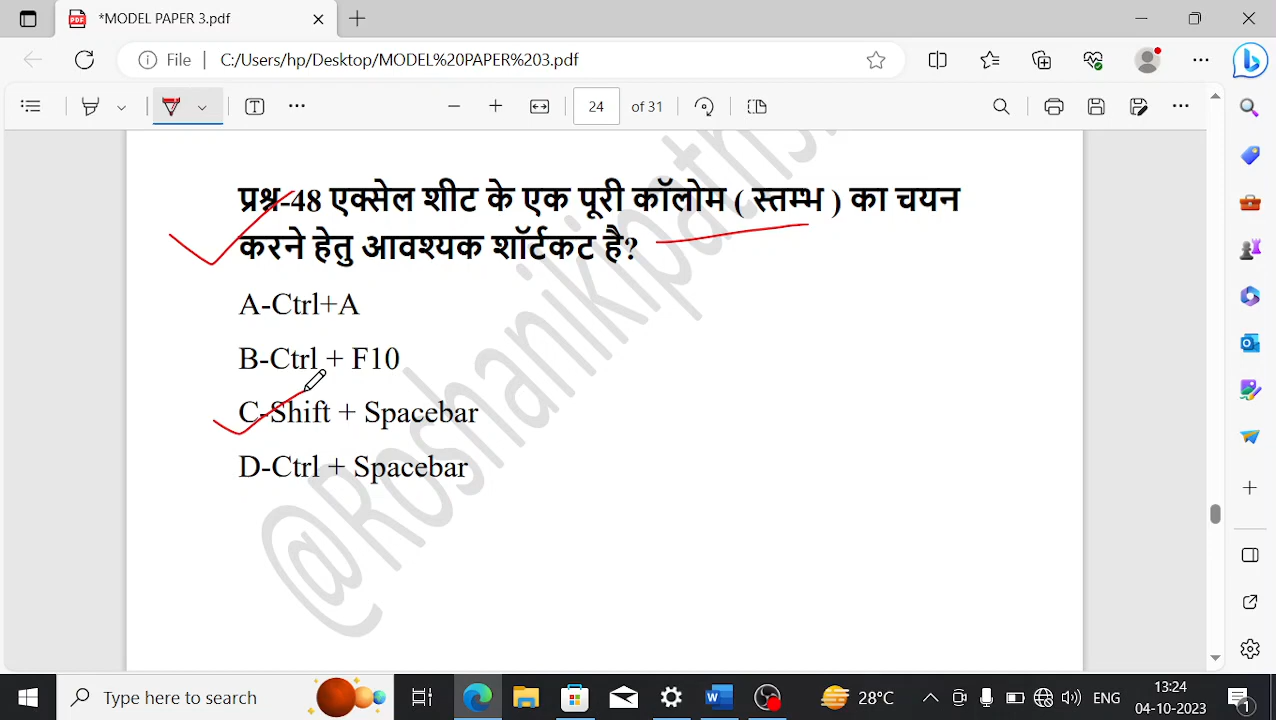 *MODEL PAPER 3.pdf
File
C:/Users/hp/Desktop/MODEL%20PAPER%203.pdf
24 of 31
प्रश्न-48 एक्सेल शीट के एक पूरी कॉलोम ( स्तम्भ ) का चयन
करने हेतु आवश्यक शॉर्टकट है?
A-Ctrl+A
B-Ctrl + F10
C-Shift + Spacebar
D-Ctrl + Spacebar
Type here to search
28°C
ENG
13:24
04-10-2023